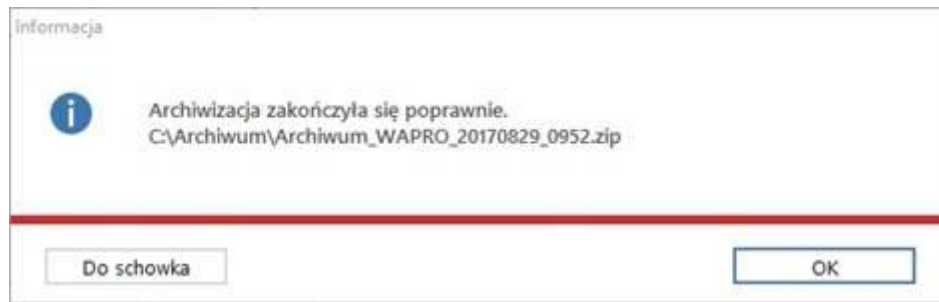 Informacja
Archiwizacja zakończyła się poprawnie.
C:\Archiwum\Archiwum_WAPRO_20170829_0952.zip
Do schowka
OK